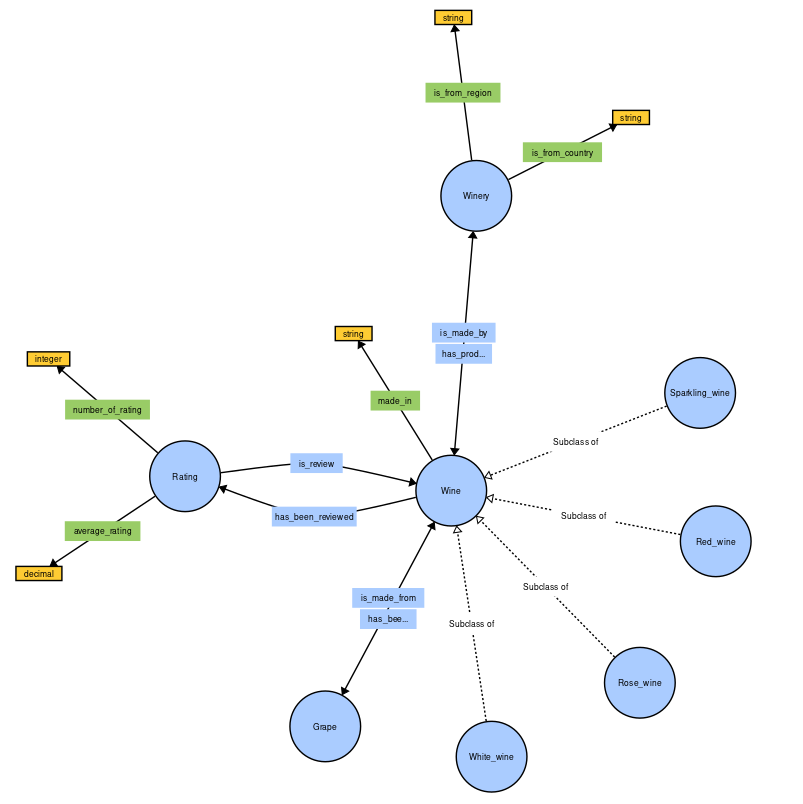 string
is_from_region
string
is_from_country
Winery
is_made_by
has_prod...
string
integer
made_in
number_of_rating
Sparkling_wine
Subclass of
is_review
Rating
Wine
has_been_reviewed
Subclass of
average_rating
Red_wine
decimal
Subclass of
is_made_from
has_bee...
Subclass of
Rose_wine
Grape
White_wine